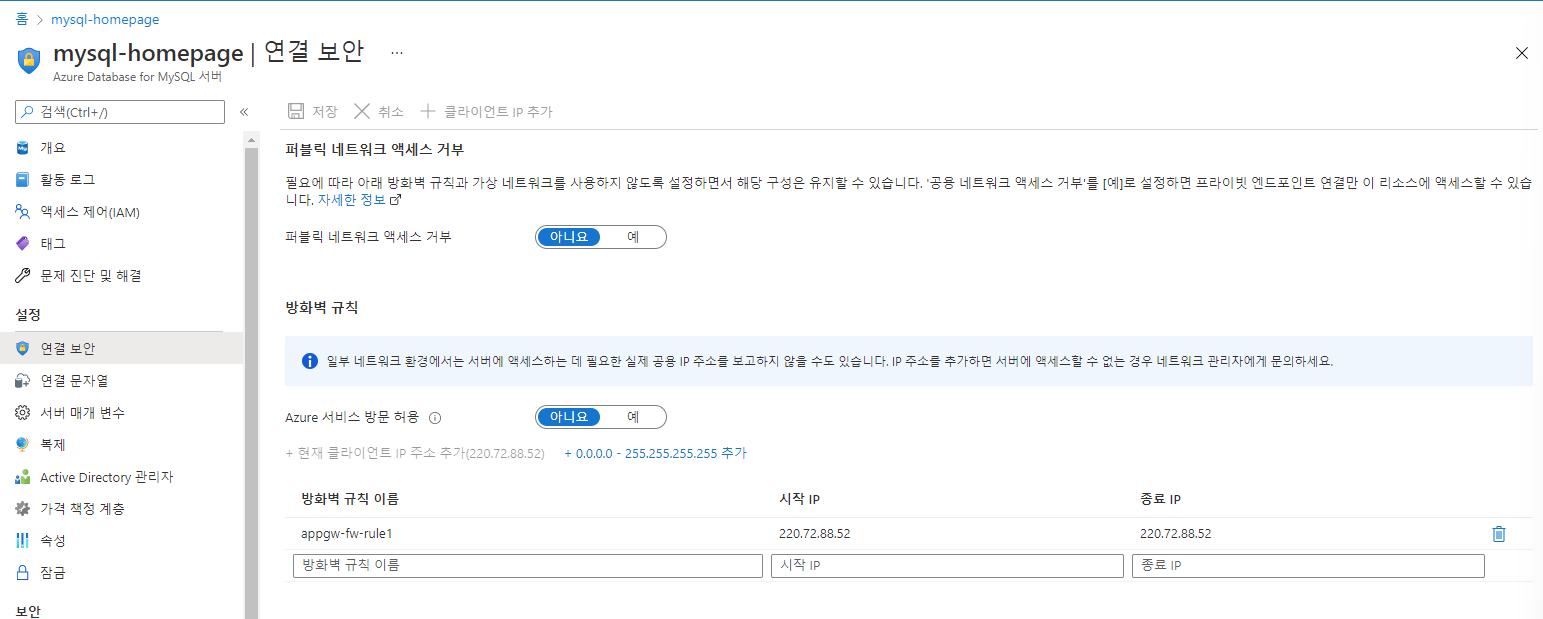 홈 > mysql-homepage
mysql-homepage | 연결 보안 ...
Azure Database for MySQL 서버
검색(Ctrl+/)
«
개요
활동 로그
액세스 제어(IAM)
태그
문제 진단 및 해결
설정
연결 보안
연결 문자열
서버 매개 변수
복제
Active Directory 관리자
가격 책정 계층
속성
잠금
보안
저장 취소 + 클라이언트 IP 추가
퍼블릭 네트워크 액세스 거부
필요에 따라 아래 방화벽 규칙과 가상 네트워크를 사용하지 않도록 설정하면서 해당 구성은 유지할 수 있습니다. '공용 네트워크 액세스 거부'를 [예]로 설정하면 프라이빗 엔드포인트 연결만 이 리소스에 액세스할 수 있습
니다. 자세한 정보
퍼블릭 네트워크 액세스 거부 아니요 예
방화벽 규칙
일부 네트워크 환경에서는 서버에 액세스하는 데 필요한 실제 공용 IP 주소를 보고하지 않을 수도 있습니다. IP 주소를 추가하면 서버에 액세스할 수 없는 경우 네트워크 관리자에게 문의하세요.
Azure 서비스 방문 허용 아니요 예
+ 현재 클라이언트 IP 주소 추가(220.72.88.52) + 0.0.0.0 - 255.255.255.255 추가
방화벽 규칙 이름 시작 IP 종료 IP
appgw-fw-rule1 220.72.88.52 220.72.88.52
방화벽 규칙 이름 시작 IP 종료 IP